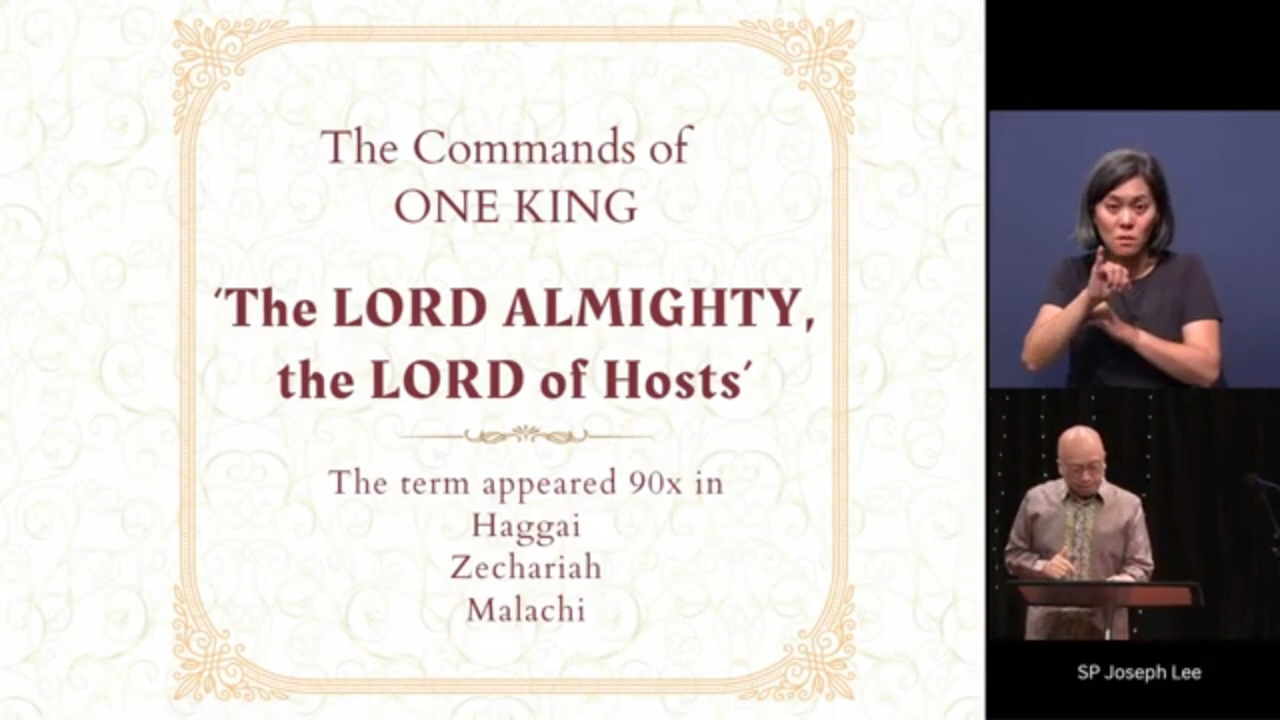 The Commands of
ONE KING
‘The LORD ALMIGHTY,
the LORD of Hosts’
The term appeared 90x in
Haggai
Zechariah
Malachi
SP Joseph Lee